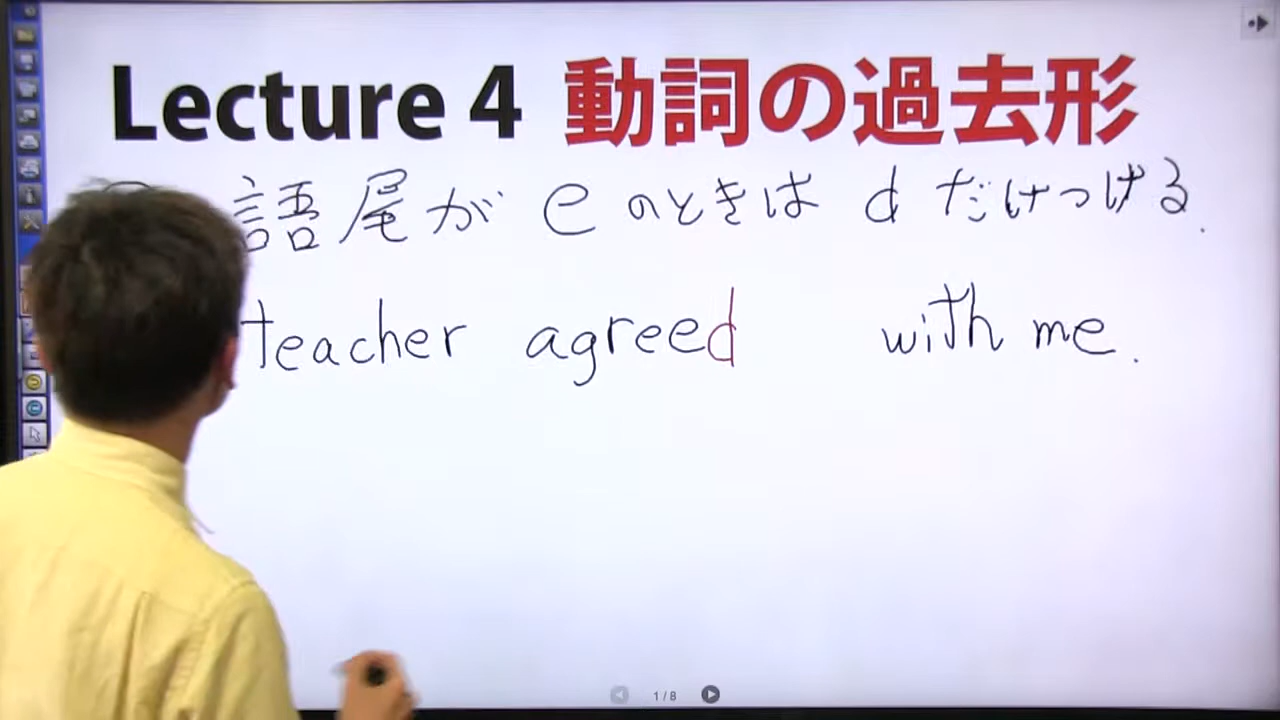 Lecture 4 動詞の過去形
語尾が e のときは d だけつける.
teacher agreed with me.
1/8